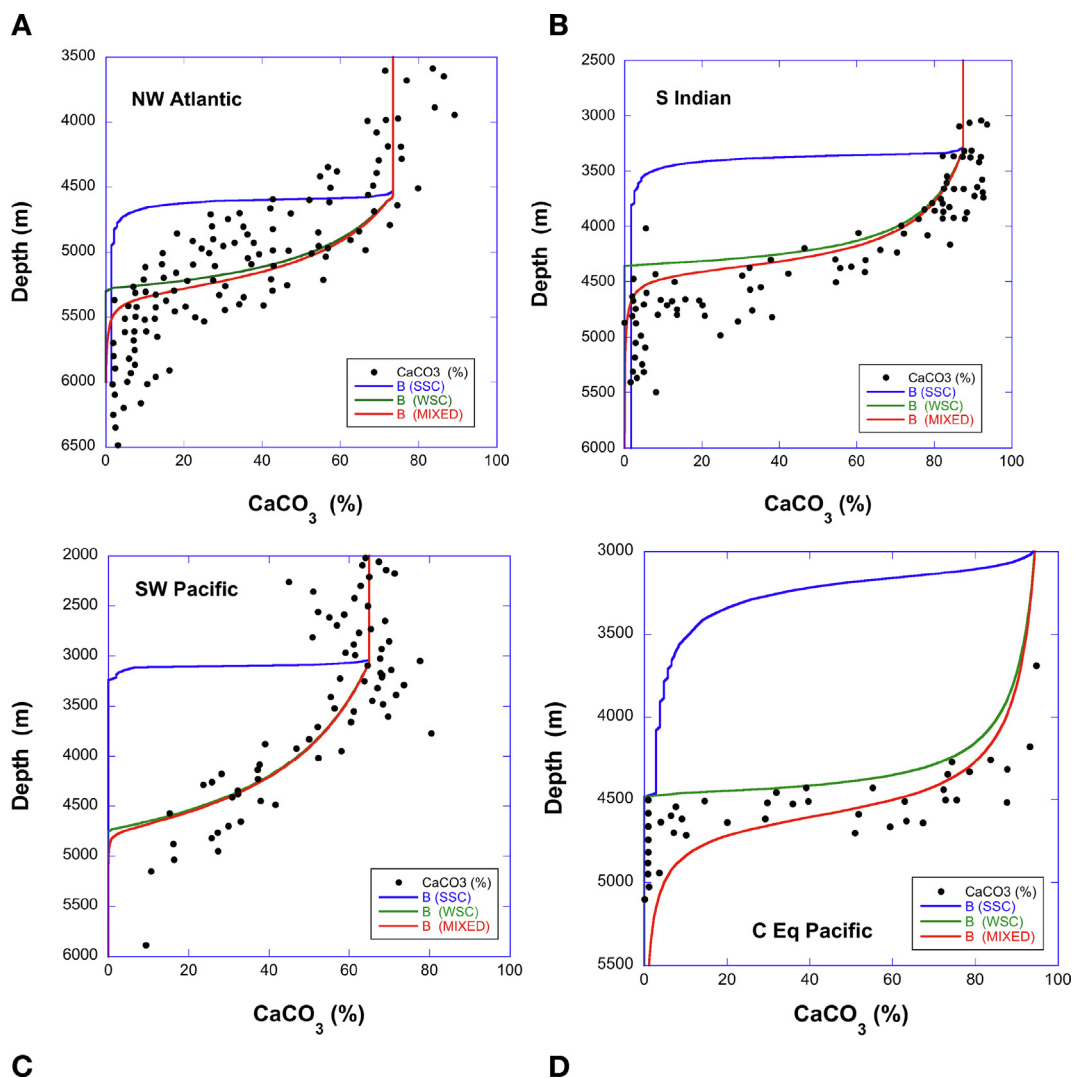 A
3500
4000
4500
5000
5500
6000
6500
Depth (m)
NW Atlantic
CaCO3 (%)
B (SSC)
B (WSC)
B (MIXED)
0 20 40 60 80 100
CaCO3 (%)
B
2500
3000
3500
4000
4500
5000
5500
6000
Depth (m)
S Indian
CaCO3 (%)
B (SSC)
B (WSC)
B (MIXED)
0 20 40 60 80 100
CaCO3 (%)
2000
2500
3000
3500
4000
4500
5000
5500
6000
Depth (m)
SW Pacific
CaCO3 (%)
B (SSC)
B (WSC)
B (MIXED)
0 20 40 60 80 100
CaCO3 (%)
C
3000
3500
4000
4500
5000
5500
Depth (m)
CaCO3 (%)
B (SSC)
B (WSC)
B (MIXED)
C Eq Pacific
0 20 40 60 80 100
CaCO3 (%)
D